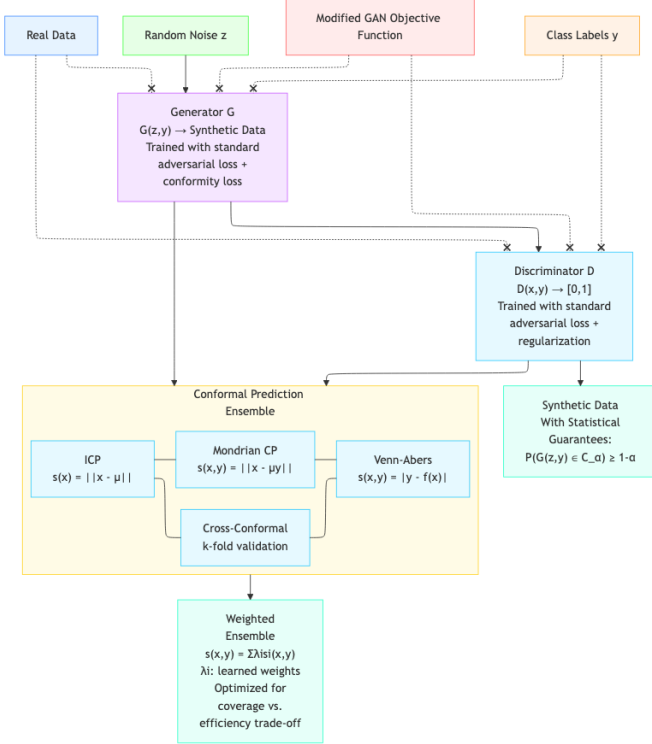 Real Data
Random Noise z
Modified GAN Objective
Function
Class Labels y
Generator G
G(z,y) → Synthetic Data
Trained with standard
adversarial loss +
conformity loss
Discriminator D
D(x,y) → [0,1]
Trained with standard
adversarial loss +
regularization
Conformal Prediction
Ensemble
ICP
s(x) = ||x - μ||
Mondrian CP
s(x,y) = ||x - μy||
Venn-Abers
s(x,y) = |y - f(x)|
Cross-Conformal
k-fold validation
Synthetic Data
With Statistical
Guarantees:
P(G(z,y) ∈ C_α) ≥ 1-α
Weighted
Ensemble
s(x,y) = Σλisi(x,y)
λi: learned weights
Optimized for
coverage vs.
efficiency trade-off